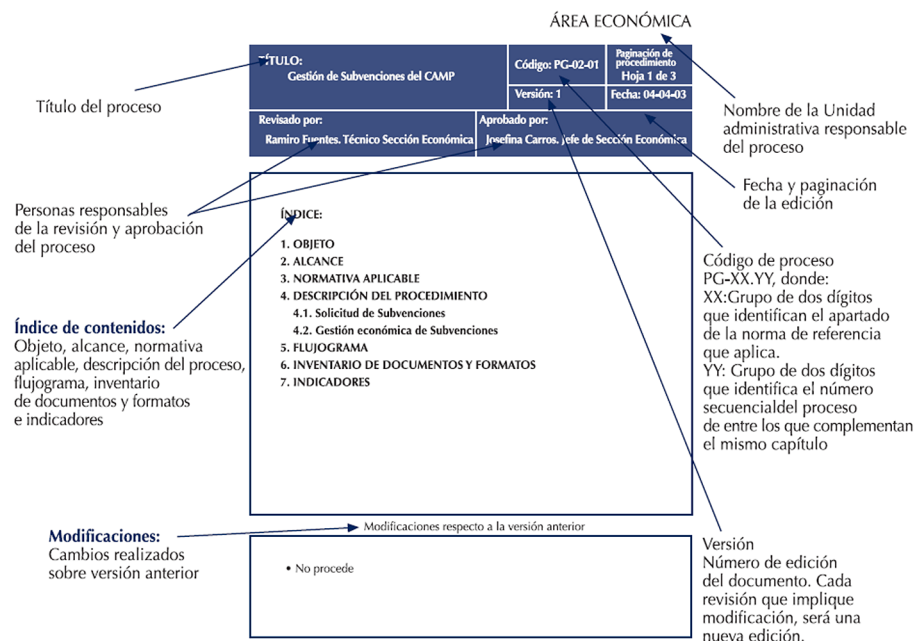 ÁREA ECONÓMICA
TÍTULO:
Gestión de Subvenciones del CAMP
Código: PG-02-01
Paginación de
procedimiento
Hoja 1 de 3
Versión: 1
Fecha: 04-04-03
Revisado por:
Ramiro Fuentes. Técnico Sección Económica
Aprobado por:
Josefina Carros. Jefe de Sección Económica
Título del proceso
Nombre de la Unidad
administrativa responsable
del proceso
Fecha y paginación
de la edición
Personas responsables
de la revisión y aprobación
del proceso
ÍNDICE:
1. OBJETO
2. ALCANCE
3. NORMATIVA APLICABLE
4. DESCRIPCIÓN DEL PROCEDIMIENTO
4.1. Solicitud de Subvenciones
4.2. Gestión económica de Subvenciones
5. FLUJOGRAMA
6. INVENTARIO DE DOCUMENTOS Y FORMATOS
7. INDICADORES
Código de proceso
PG-XX.YY, donde:
XX:Grupo de dos dígitos
que identifican el apartado
de la norma de referencia
que aplica.
YY: Grupo de dos dígitos
que identifica el número
secuencialdel proceso
de entre los que complementan
el mismo capítulo
Índice de contenidos:
Objeto, alcance, normativa
aplicable, descripción del proceso,
flujograma, inventario
de documentos y formatos
e indicadores
Modificaciones respecto a la versión anterior
Modificaciones:
Cambios realizados
sobre versión anterior
• No procede
Versión
Número de edición
del documento. Cada
revisión que implique
modificación, será una
nueva edición.